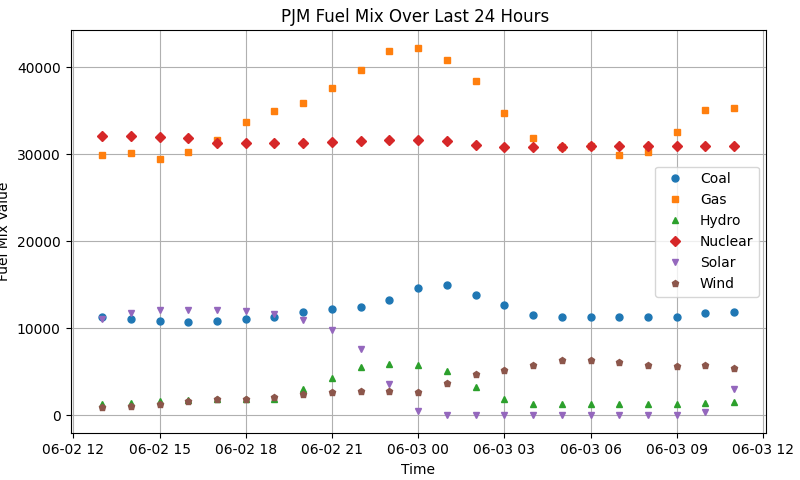 PJM Fuel Mix Over Last 24 Hours
40000
30000
20000
10000
0
Fuel Mix Value
Coal
Gas
Hydro
Nuclear
Solar
Wind
06-02 12 06-02 15 06-02 18 06-02 21 06-03 00 06-03 03 06-03 06 06-03 09 06-03 12
Time